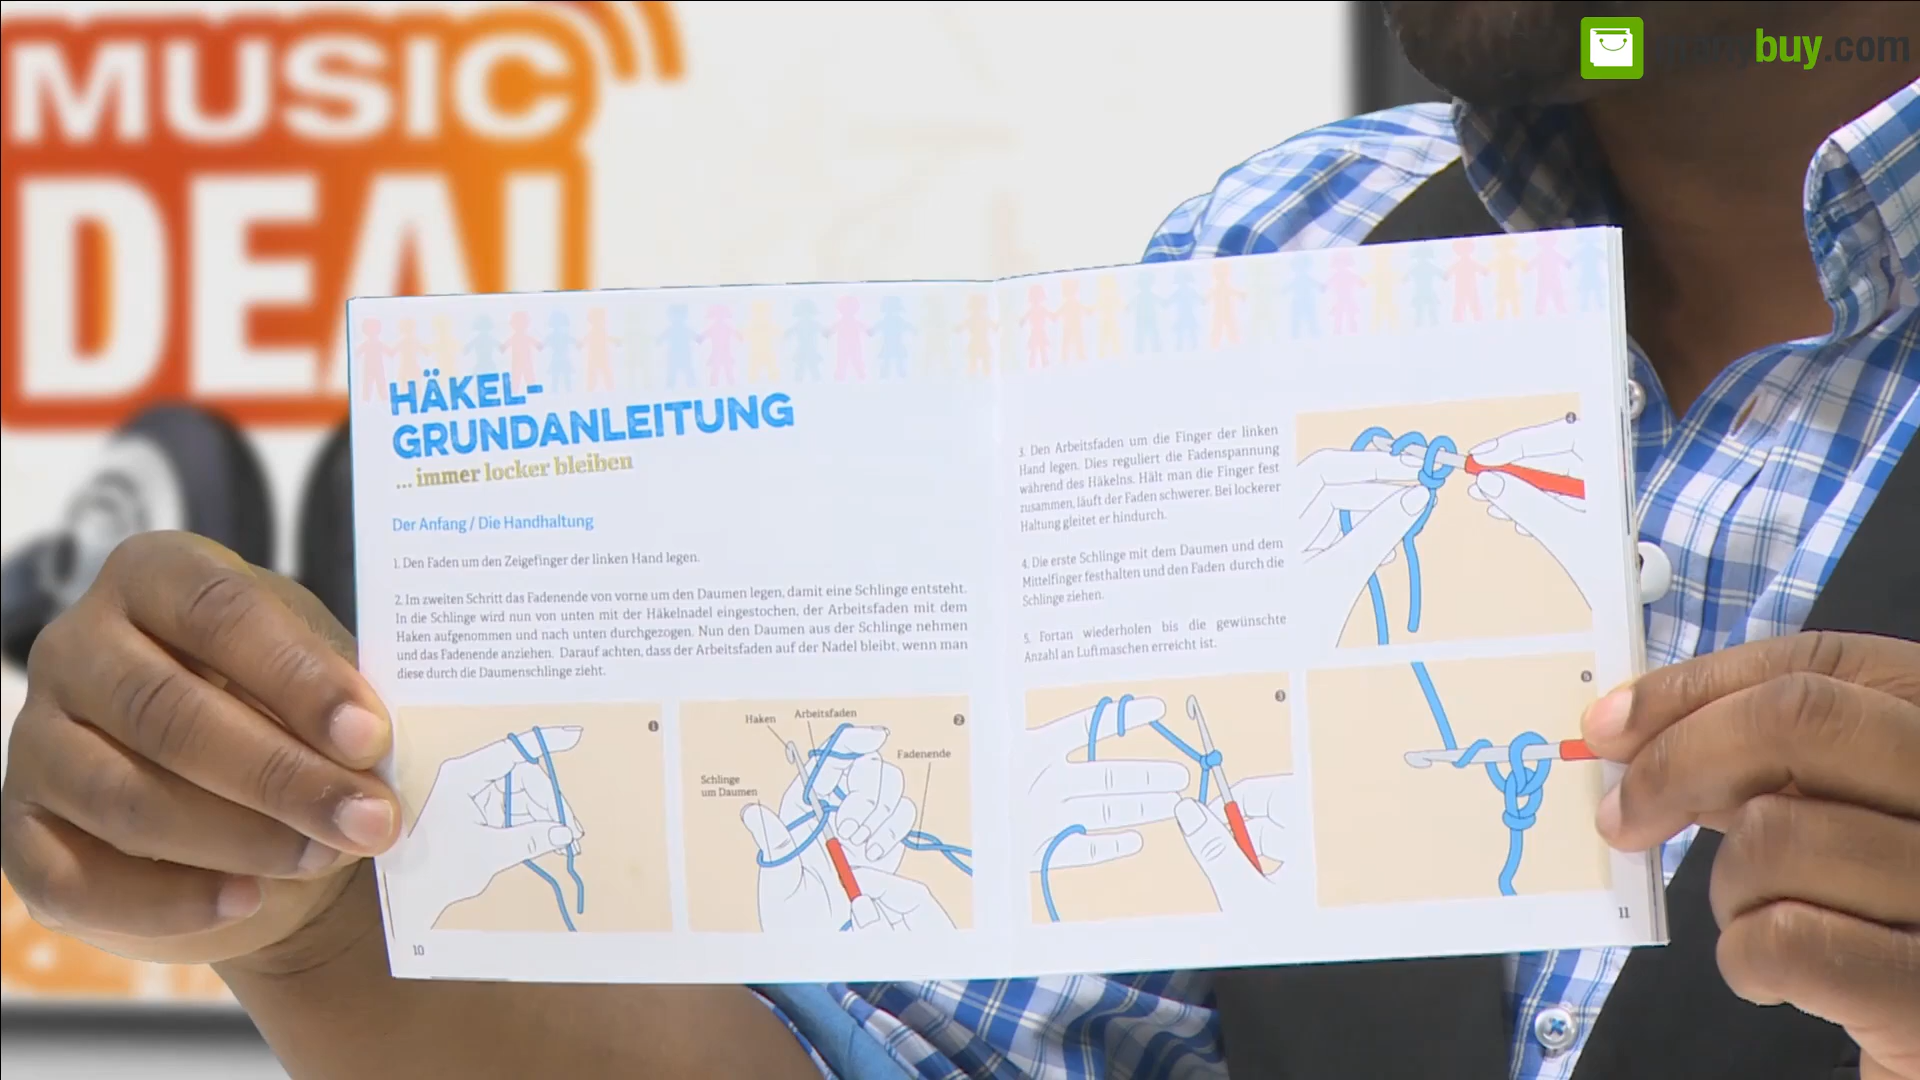 MUSIC
DEAL
buy.com
HÄKEL-
GRUNDANLEITUNG
... immer locker bleiben
Der Anfang / Die Handhaltung
1. Den Faden um den Zeigefinger der linken Hand legen.
2. Im zweiten Schritt das Fadenende von vorne um den Daumen legen, damit eine Schlinge entsteht.
In die Schlinge wird nun von unten mit der Häkelnadel eingestochen, der Arbeitsfaden mit dem
Haken aufgenommen und nach unten durchgezogen. Nun den Daumen aus der Schlinge nehmen
und das Fadenende anziehen. Darauf achten, dass der Arbeitsfaden auf der Nadel bleibt, wenn man
diese durch die Daumenschlinge zieht.
1
Haken
Arbeitsfaden
2
Fadenende
Schlinge
um Daumen
10
3. Den Arbeitsfaden um die Finger der linken
Hand legen. Dies reguliert die Fadenspannung
während des Häkelns. Hält man die Finger fest
zusammen, läuft der Faden schwerer. Bei lockerer
Haltung gleitet er hindurch.
4. Die erste Schlinge mit dem Daumen und dem
Mittelfinger festhalten und den Faden durch die
Schlinge ziehen.
5. Fortan wiederholen bis die gewünschte
Anzahl an Luftmaschen erreicht ist.
4
3
5
11